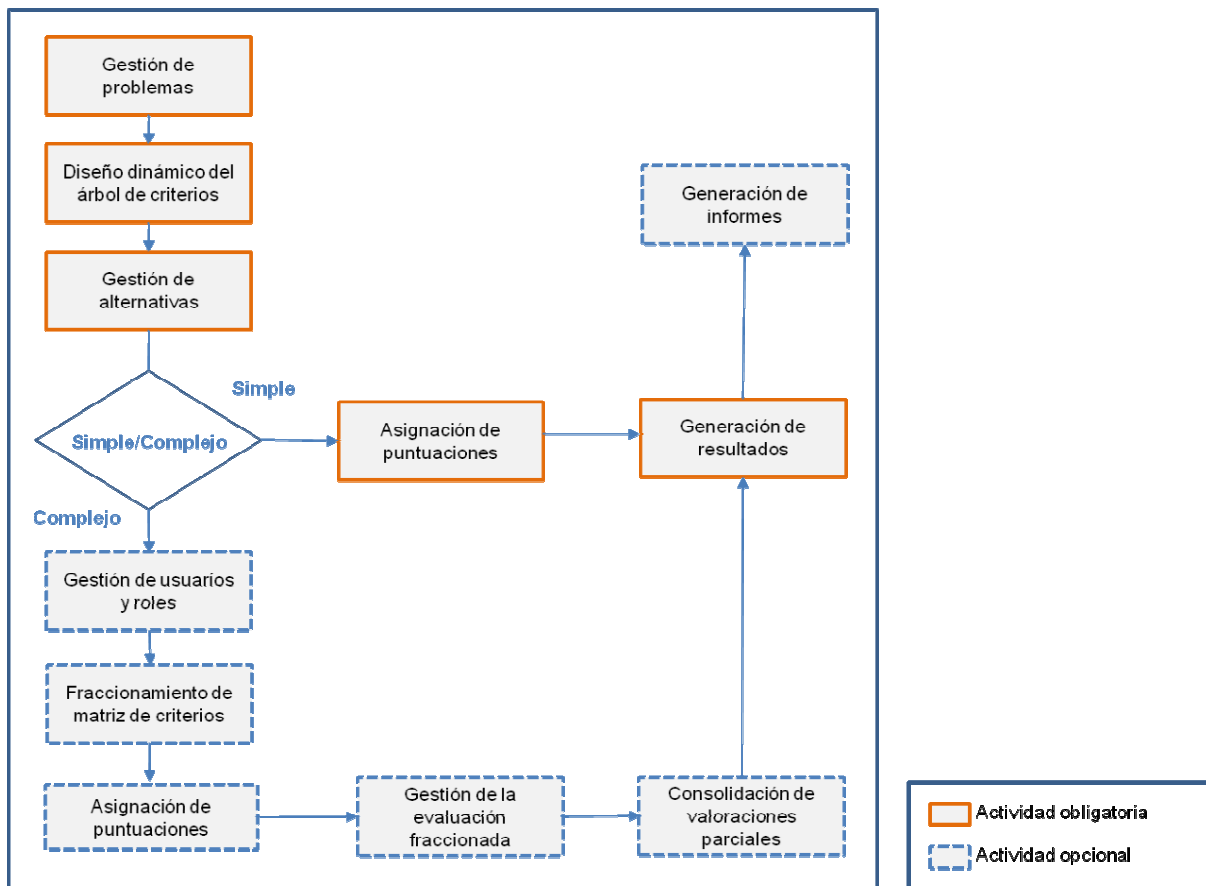 Gestión de
problemas
Diseño dinámico del
árbol de criterios
Gestión de
alternativas
Simple/Complejo
Simple
Asignación de
puntuaciones
Generación de
resultados
Generación de
informes
Complejo
Gestión de usuarios
y roles
Fraccionamiento de
matriz de criterios
Asignación de
puntuaciones
Gestión de la
evaluación
fraccionada
Consolidación de
valoraciones
parciales
Actividad obligatoria
Actividad opcional